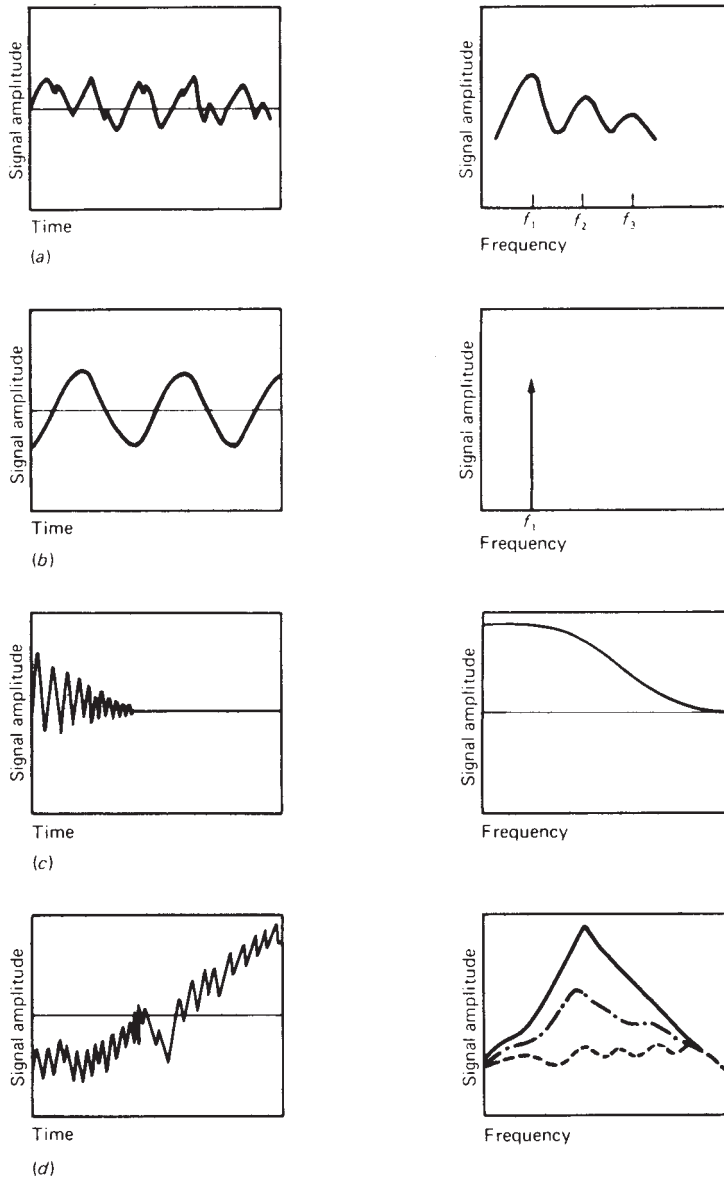 Signal amplitude
Time
(a)
Signal amplitude
f₁ f₂ f₃
Frequency
Signal amplitude
Time
(b)
Signal amplitude
f₁
Frequency
Signal amplitude
Time
(c)
Signal amplitude
Frequency
Signal amplitude
Time
(d)
Signal amplitude
Frequency